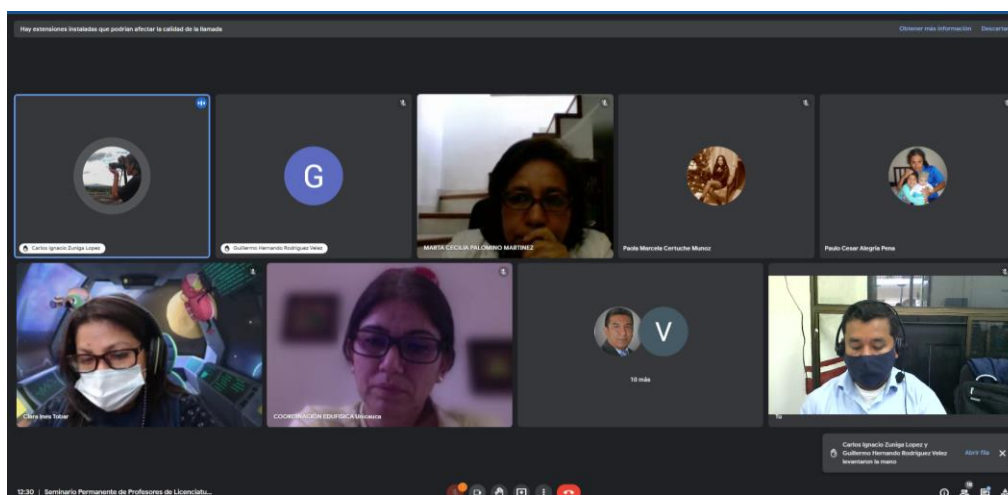 Hay extensiones instaladas que podrían afectar la calidad de la llamada
Obtener más información
Descartar
Carlos Ignacio Zuniga Lopez
G
Guillermo Hernando Rodriguez Velez
MARTA CECILIA PALOMINO MARTINEZ
Paola Marcela Certuche Munoz
Paulo Cesar Alegria Pena
Clara Ines Tobar
COORDINACIÓN EDUFISICA Unicauca
V
10 más
Tú
Carlos Ignacio Zuniga Lopez y
Guillermo Hernando Rodriguez Velez
levantaron la mano
Abrir fila
12:30 | Seminario Permanente de Profesores de Licenciatu...